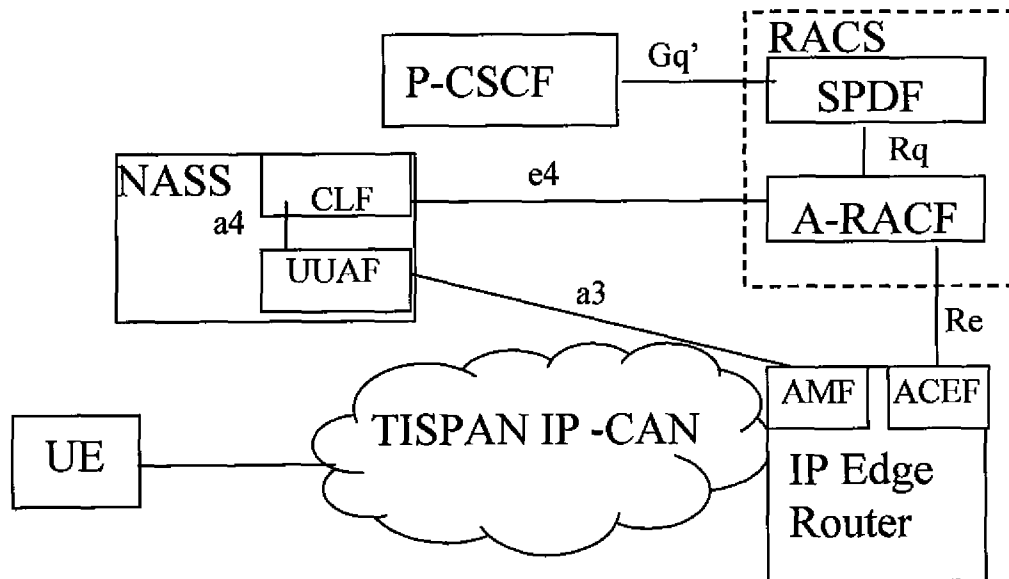 RACS
Gq’
P-CSCF
SPDF
Rq
NASS
e4
CLF
a4
A-RACF
UUAF
a3
Re
AMF
ACEF
TISPAN IP -CAN
UE
IP Edge
Router